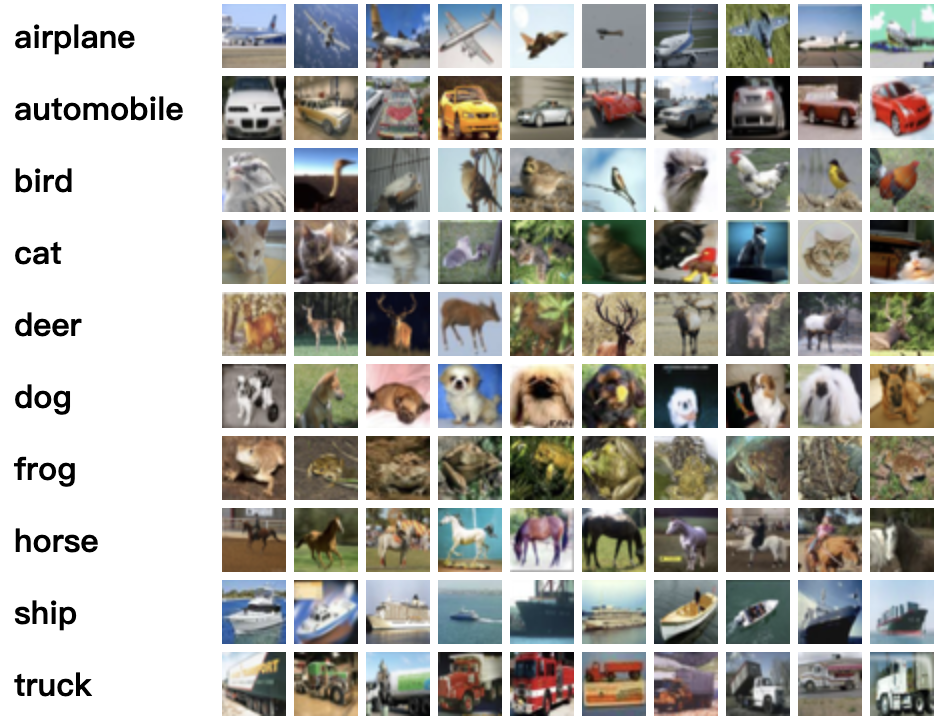 airplane
automobile
bird
cat
deer
dog
frog
horse
ship
truck